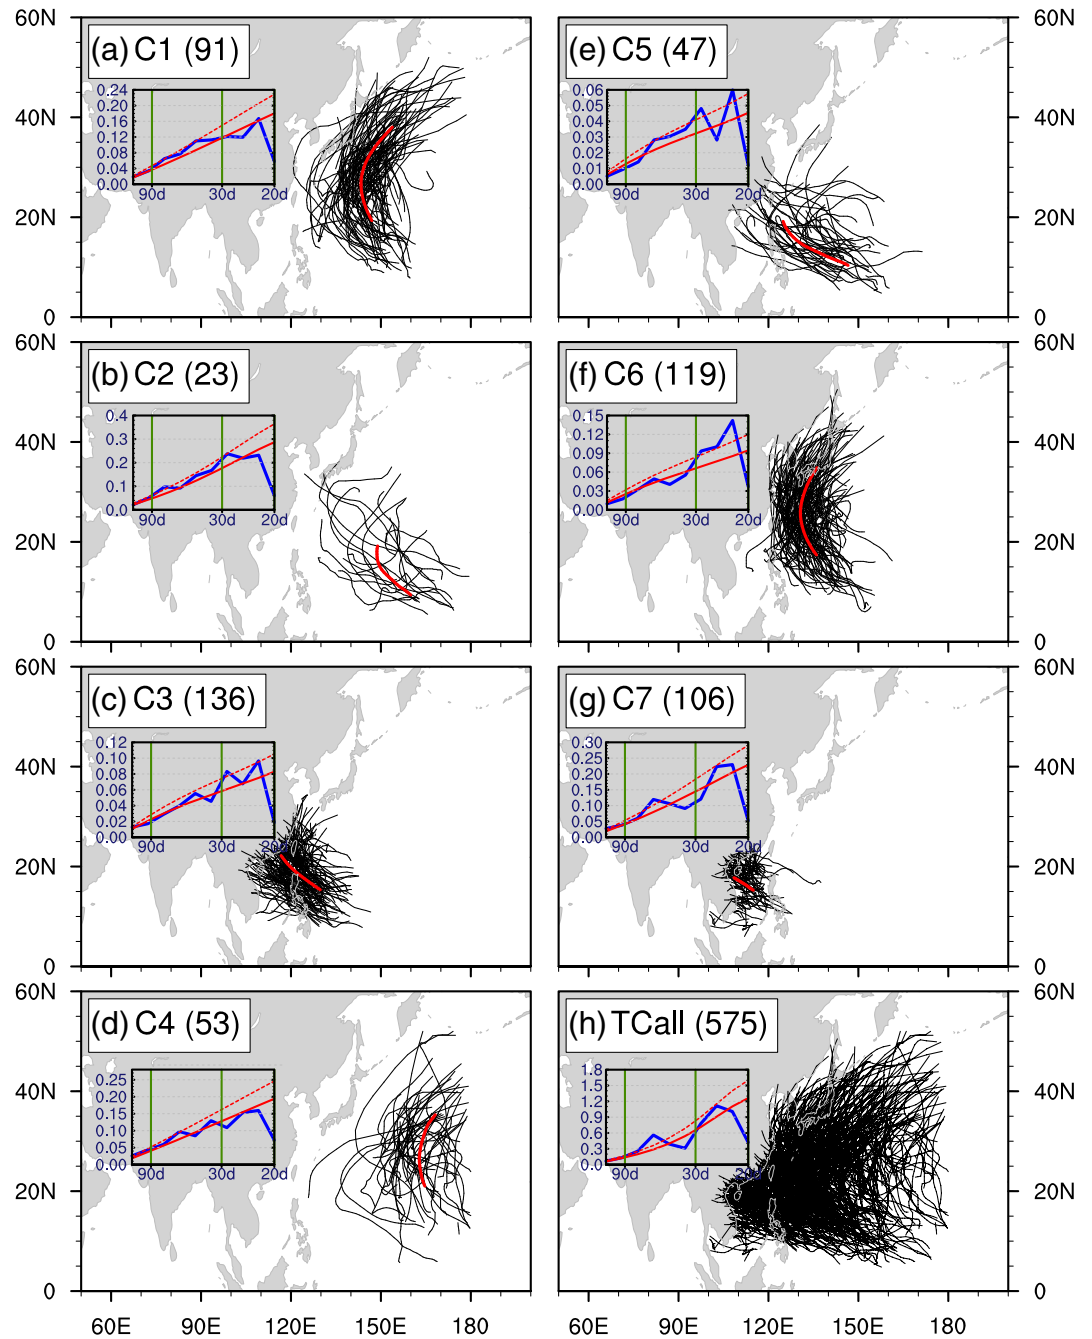 60N
(a) C1 (91)
0.24
0.20
0.16
0.12
0.08
0.04
0.00
90d 30d 20d
40N
20N
0
(e) C5 (47)
0.06
0.05
0.04
0.03
0.02
0.01
0.00
90d 30d 20d
60N
40N
20N
0
60N
(b) C2 (23)
0.4
0.3
0.2
0.1
0.0
90d 30d 20d
40N
20N
0
(f) C6 (119)
0.15
0.12
0.09
0.06
0.03
0.00
90d 30d 20d
60N
40N
20N
0
60N
(c) C3 (136)
0.12
0.10
0.08
0.06
0.04
0.02
0.00
90d 30d 20d
40N
20N
0
(g) C7 (106)
0.30
0.25
0.20
0.15
0.10
0.05
0.00
90d 30d 20d
60N
40N
20N
0
60N
(d) C4 (53)
0.25
0.20
0.15
0.10
0.05
0.00
90d 30d 20d
40N
20N
0
(h) TCall (575)
1.8
1.5
1.2
0.9
0.6
0.3
0.0
90d 30d 20d
60N
40N
20N
0
60E 90E 120E 150E 180
60E 90E 120E 150E 180